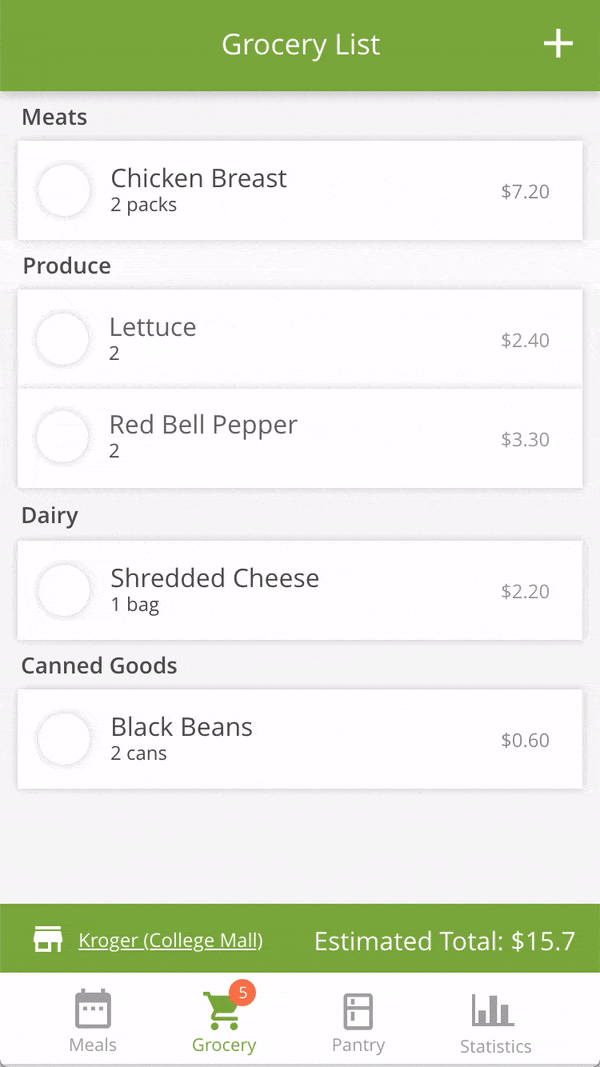 Grocery List
Meats
Chicken Breast
2 packs
$7.20
Produce
Lettuce
2
$2.40
Red Bell Pepper
2
$3.30
Dairy
Shredded Cheese
1 bag
$2.20
Canned Goods
Black Beans
2 cans
$0.60
Kroger (College Mall) Estimated Total: $15.7
5
Meals Grocery Pantry Statistics